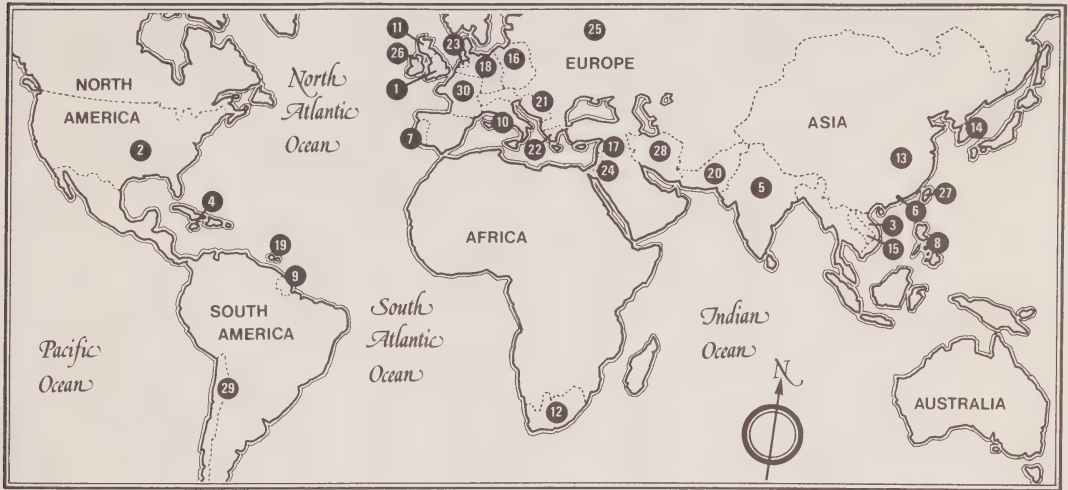 11
23
25
NORTH
AMERICA
26
18
16
EUROPE
North
Atlantic
Ocean
1
30
21
ASIA
2
7
10
22
17
28
14
13
24
20
5
4
27
6
3
8
15
19
AFRICA
9
SOUTH
AMERICA
South
Atlantic
Ocean
Indian
Ocean
Pacific
Ocean
N
29
12
AUSTRALIA